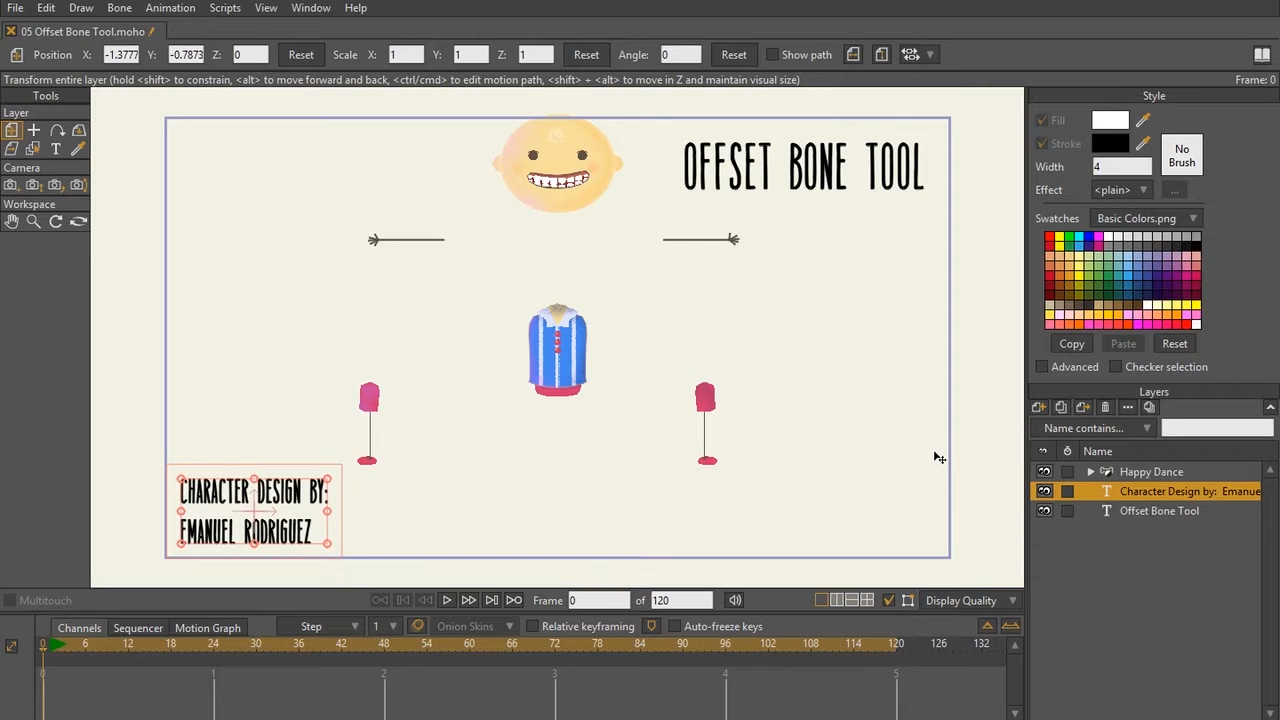 File Edit Draw Bone Animation Scripts View Window Help
05 Offset Bone Tool.moho
Position X: -1.3777 Y: -0.7873 Z: 0 Reset Scale X: 1 Y: 1 Z: 1 Reset Angle: 0 Reset Show path
Transform entire layer (hold <shift> to constrain, <alt> to move forward and back, <ctrl/cmd> to edit motion path, <shift> + <alt> to move in Z and maintain visual size) Frame: 0
Tools
Layer
Camera
Workspace
OFFSET BONE TOOL
CHARACTER DESIGN BY:
EMANUEL RODRIGUEZ
Style
Fill
Stroke
No
Brush
Width 4
Effect <plain> ...
Swatches Basic Colors.png
Copy Paste Reset
Advanced Checker selection
Layers
Name contains...
Name
Happy Dance
Character Design by: Emanue
Offset Bone Tool
Multitouch Frame 0 of 120 Display Quality
Channels Sequencer Motion Graph Step 1 Onion Skins Relative keyframing Auto-freeze keys
0 6 12 18 24 30 36 42 48 54 60 66 72 78 84 90 96 102 108 114 120 126 132
0 1 2 3 4 5